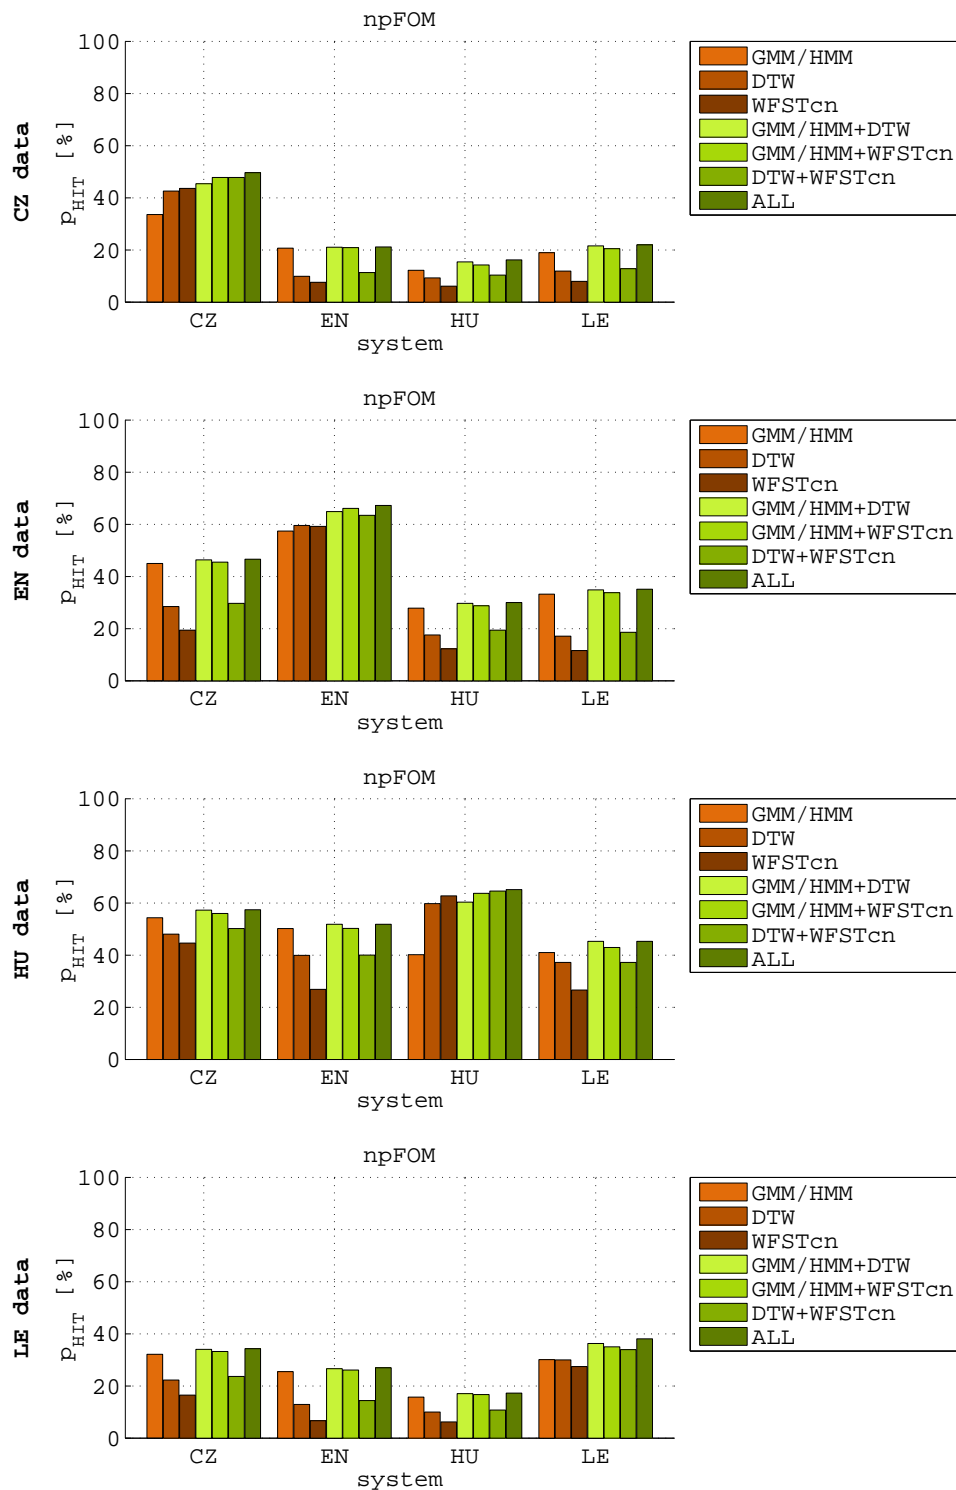 npFOM
100
80
60
40
20
0
p_HIT [%]
CZ data
CZ EN HU LE
system
GMM/HMM
DTW
WFSTcn
GMM/HMM+DTW
GMM/HMM+WFSTcn
DTW+WFSTcn
ALL
npFOM
100
80
60
40
20
0
p_HIT [%]
EN data
CZ EN HU LE
system
GMM/HMM
DTW
WFSTcn
GMM/HMM+DTW
GMM/HMM+WFSTcn
DTW+WFSTcn
ALL
npFOM
100
80
60
40
20
0
p_HIT [%]
HU data
CZ EN HU LE
system
GMM/HMM
DTW
WFSTcn
GMM/HMM+DTW
GMM/HMM+WFSTcn
DTW+WFSTcn
ALL
npFOM
100
80
60
40
20
0
p_HIT [%]
LE data
CZ EN HU LE
system
GMM/HMM
DTW
WFSTcn
GMM/HMM+DTW
GMM/HMM+WFSTcn
DTW+WFSTcn
ALL